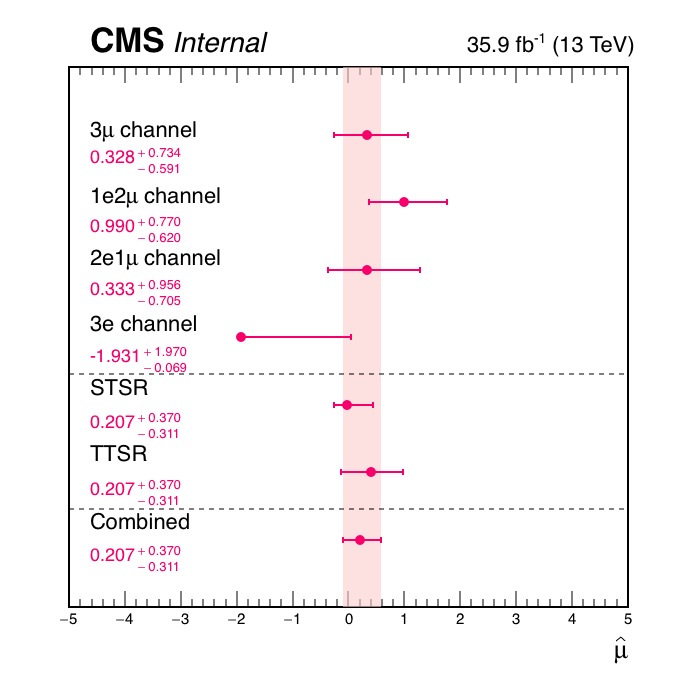 CMS Internal 35.9 fb⁻¹ (13 TeV)
3μ channel
0.328 + 0.734 − 0.591
1e2μ channel
0.990 + 0.770 − 0.620
2e1μ channel
0.333 + 0.956 − 0.705
3e channel
-1.931 + 1.970 − 0.069
STSR
0.207 + 0.370 − 0.311
TTSR
0.207 + 0.370 − 0.311
Combined
0.207 + 0.370 − 0.311
−5 −4 −3 −2 −1 0 1 2 3 4 5
μ̂